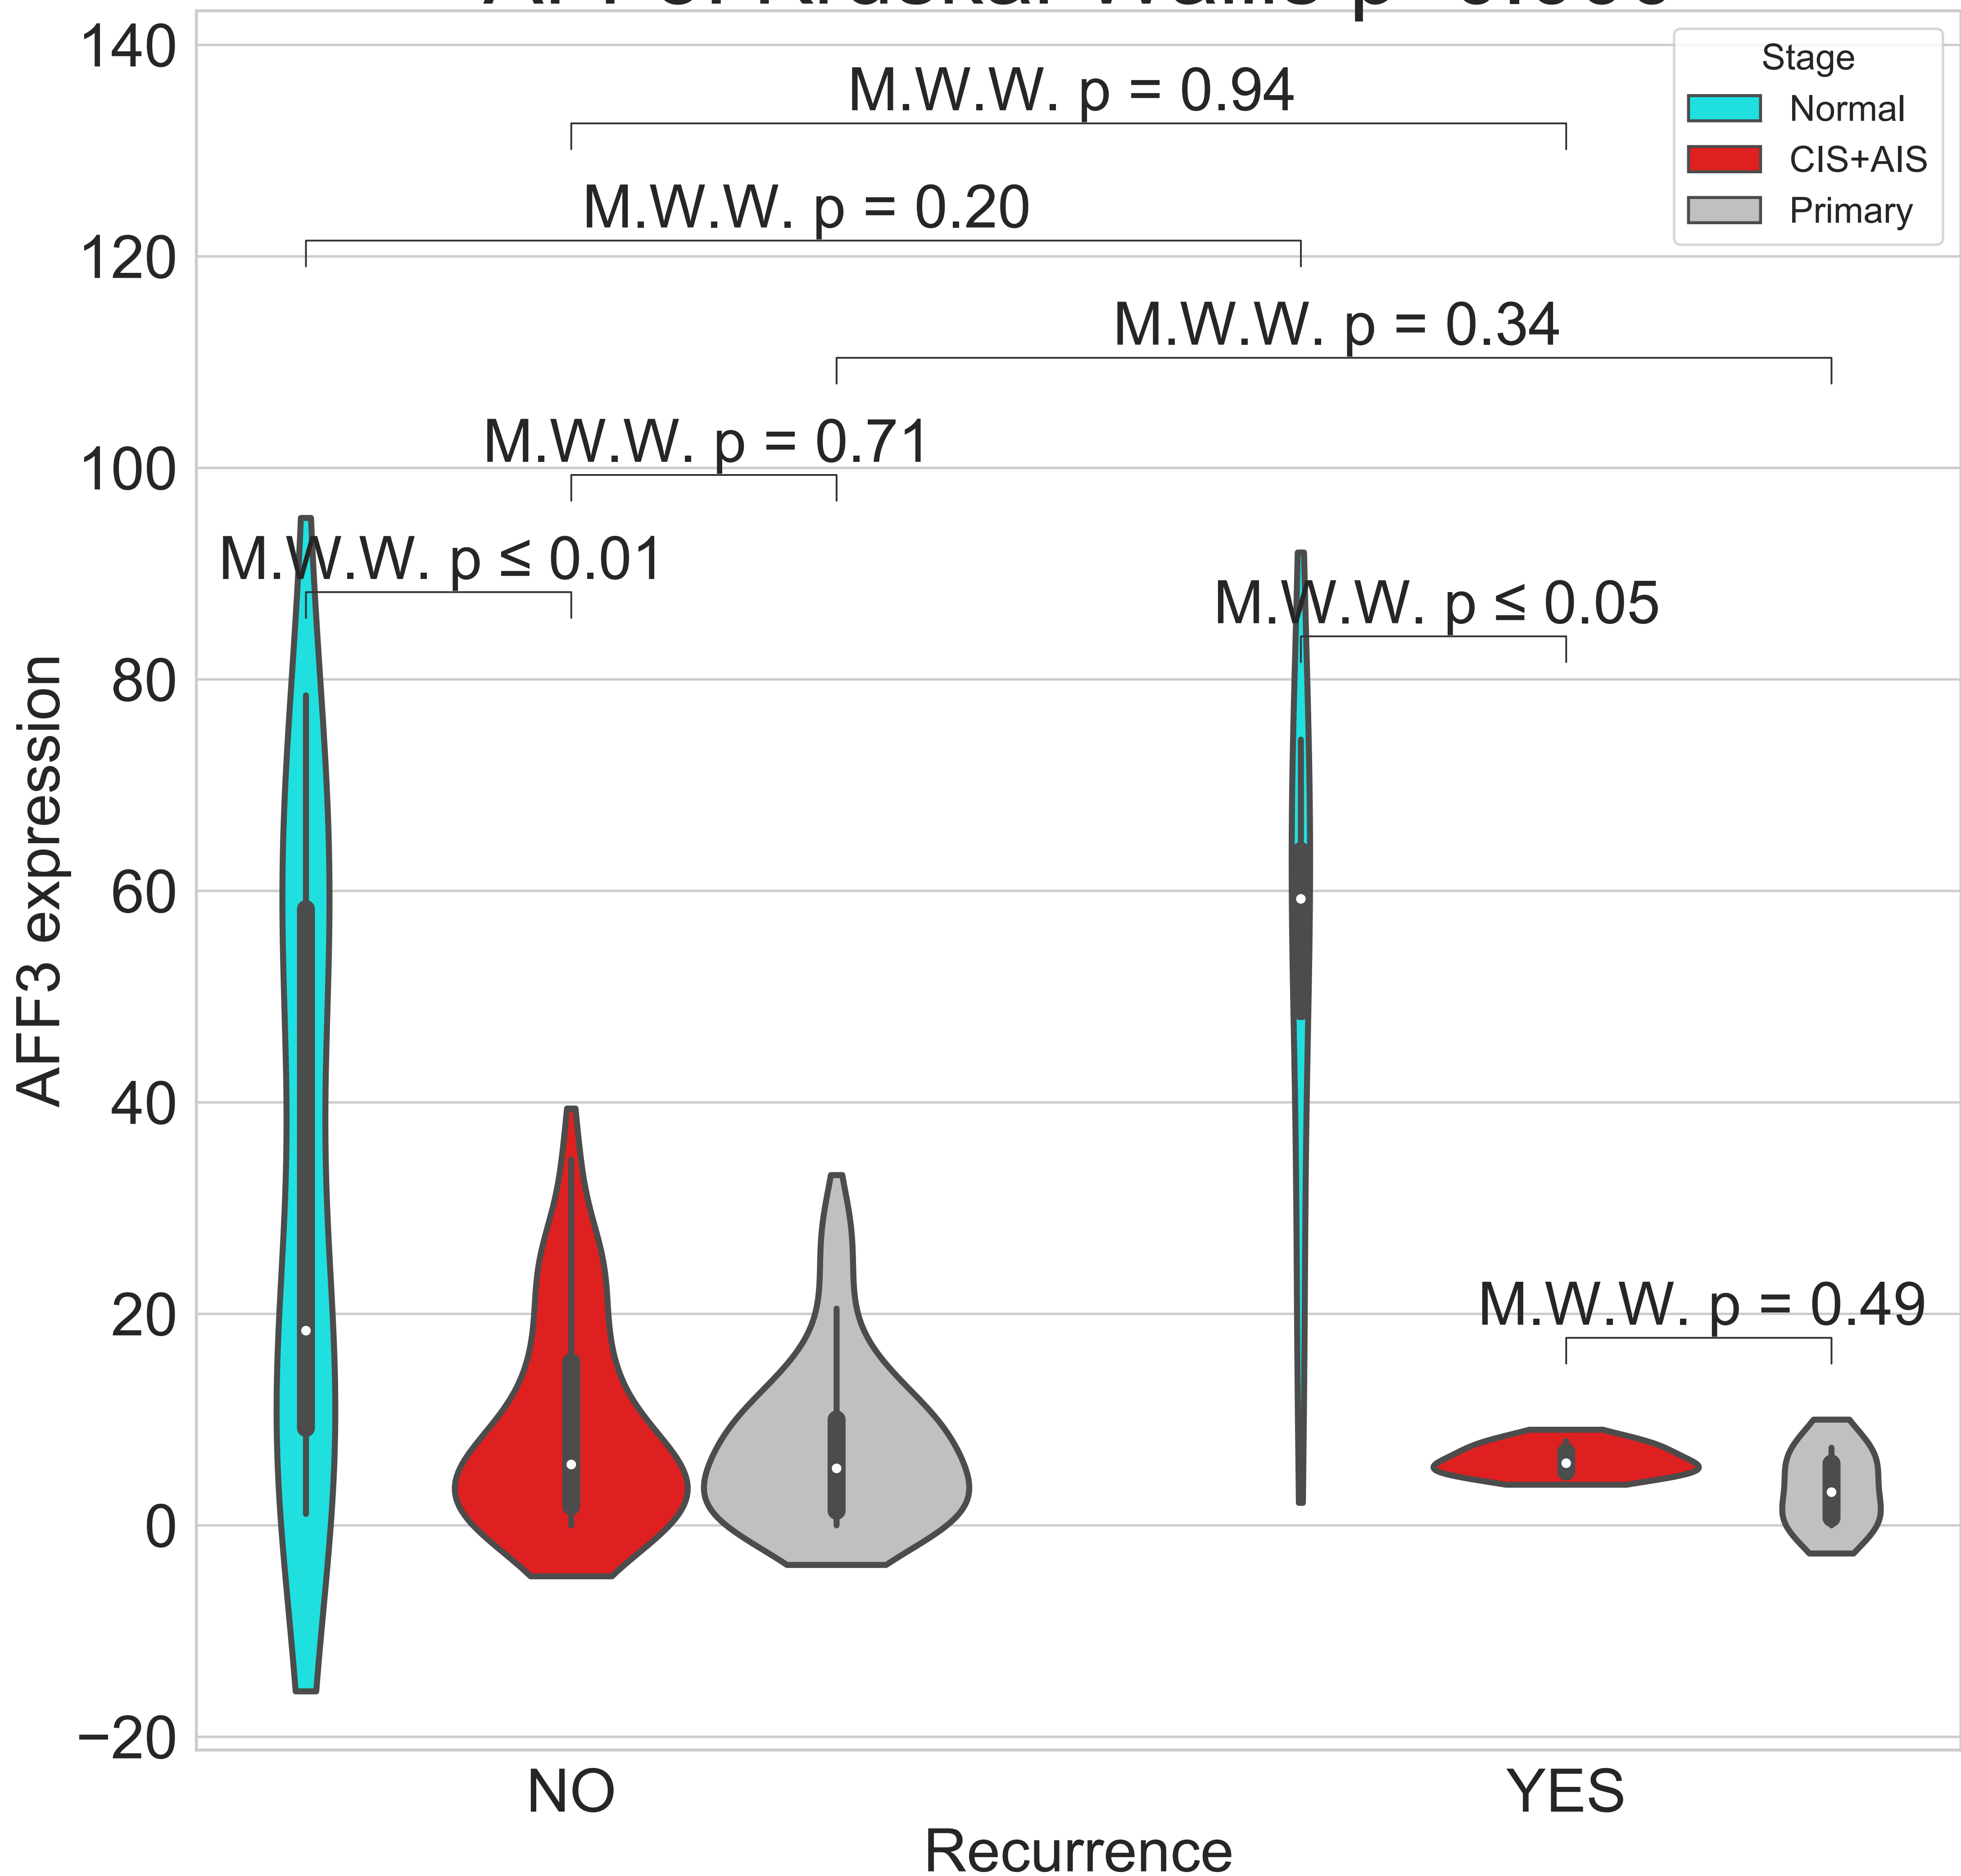 140
M.W.W. p = 0.94
Stage
Normal
CIS+AIS
Primary
M.W.W. p = 0.20
120
M.W.W. p = 0.34
M.W.W. p = 0.71
100
M.W.W. p ≤ 0.01
M.W.W. p ≤ 0.05
80
60
40
20
M.W.W. p = 0.49
0
−20
AFF3 expression
NO
YES
Recurrence